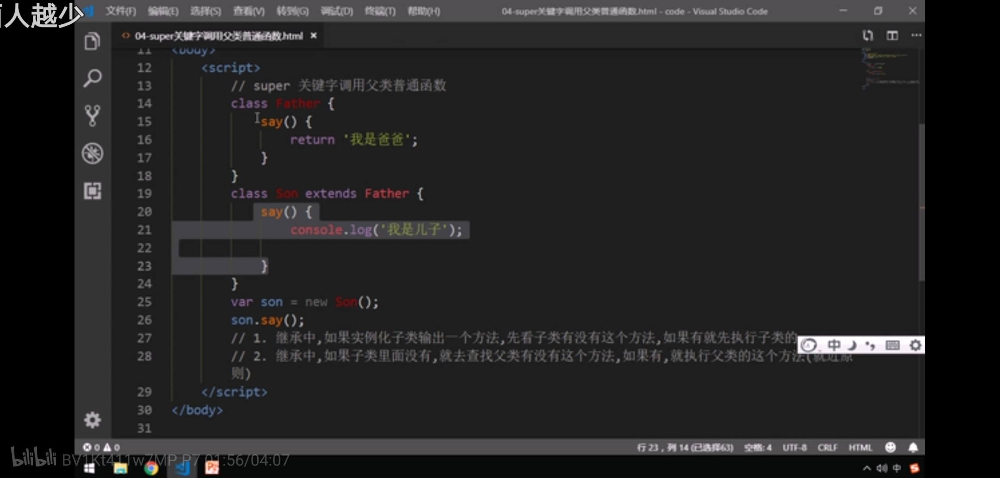 人越少
文件(F) 编辑(E) 选择(S) 查看(V) 转到(G) 调试(D) 终端(T) 帮助(H) 04-super关键字调用父类普通函数.html - code - Visual Studio Code
04-super关键字调用父类普通函数.html
11 <body>
12 <script>
13 // super 关键字调用父类普通函数
14 class Father {
15 say() {
16 return '我是爸爸';
17 }
18 }
19 class Son extends Father {
20 say() {
21 console.log('我是儿子');
22
23 }
24 }
25 var son = new Son();
26 son.say();
27 // 1. 继承中,如果实例化子类输出一个方法,先看子类有没有这个方法,如果有就先执行子类的
中
28 // 2. 继承中,如果子类里面没有,就去查找父类有没有这个方法,如果有,就执行父类的这个方法(就近原
则)
29 </script>
30 </body>
31
0 0 行 23，列 14 (已选择63) 空格: 4 UTF-8 CRLF HTML
bilibili BV1Kt411w7MP P7 01:56/04:07
中